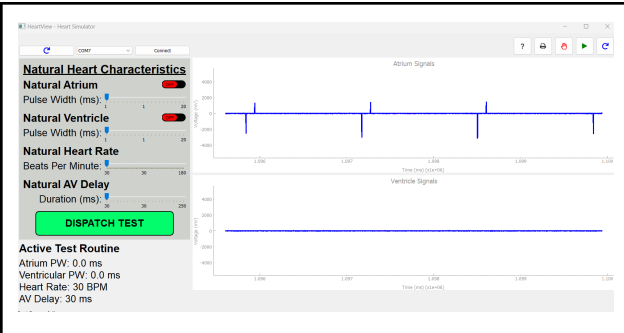 HeartView - Heart Simulator
COM7
Connect
?
Natural Heart Characteristics
Natural Atrium
Pulse Width (ms):
1 1 20
Natural Ventricle
Pulse Width (ms):
1 1 20
Natural Heart Rate
Beats Per Minute:
30 30 180
Natural AV Delay
Duration (ms):
30 30 250
DISPATCH TEST
Active Test Routine
Atrium PW: 0.0 ms
Ventricular PW: 0.0 ms
Heart Rate: 30 BPM
AV Delay: 30 ms
Atrium Signals
Voltage (mV)
4000
2000
0
-2000
-4000
1.096 1.097 1.098 1.099 1.100
Time (ms) (x1e+06)
Ventricle Signals
Voltage (mV)
4000
2000
0
-2000
-4000
1.096 1.097 1.098 1.099 1.100
Time (ms) (x1e+06)